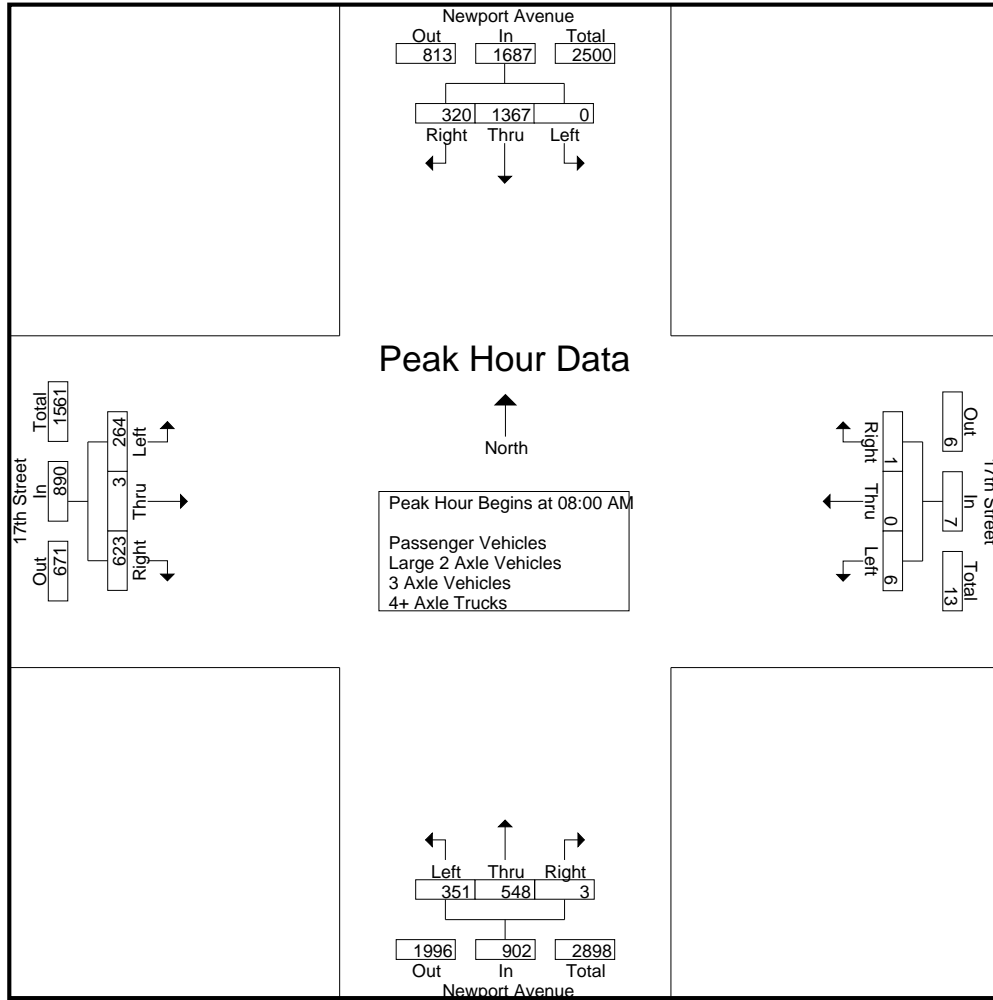 Newport Avenue
Out In Total
813 1687 2500
320 1367 0
Right Thru Left
Peak Hour Data
North
Peak Hour Begins at 08:00 AM
Passenger Vehicles
Large 2 Axle Vehicles
3 Axle Vehicles
4+ Axle Trucks
17th Street
Total In Out
1561 890 671
264 3 623
Left Thru Right
Right Thru Left
1 0 6
6 7 13
Out In Total
17th Street
Left Thru Right
351 548 3
1996 902 2898
Out In Total
Newport Avenue